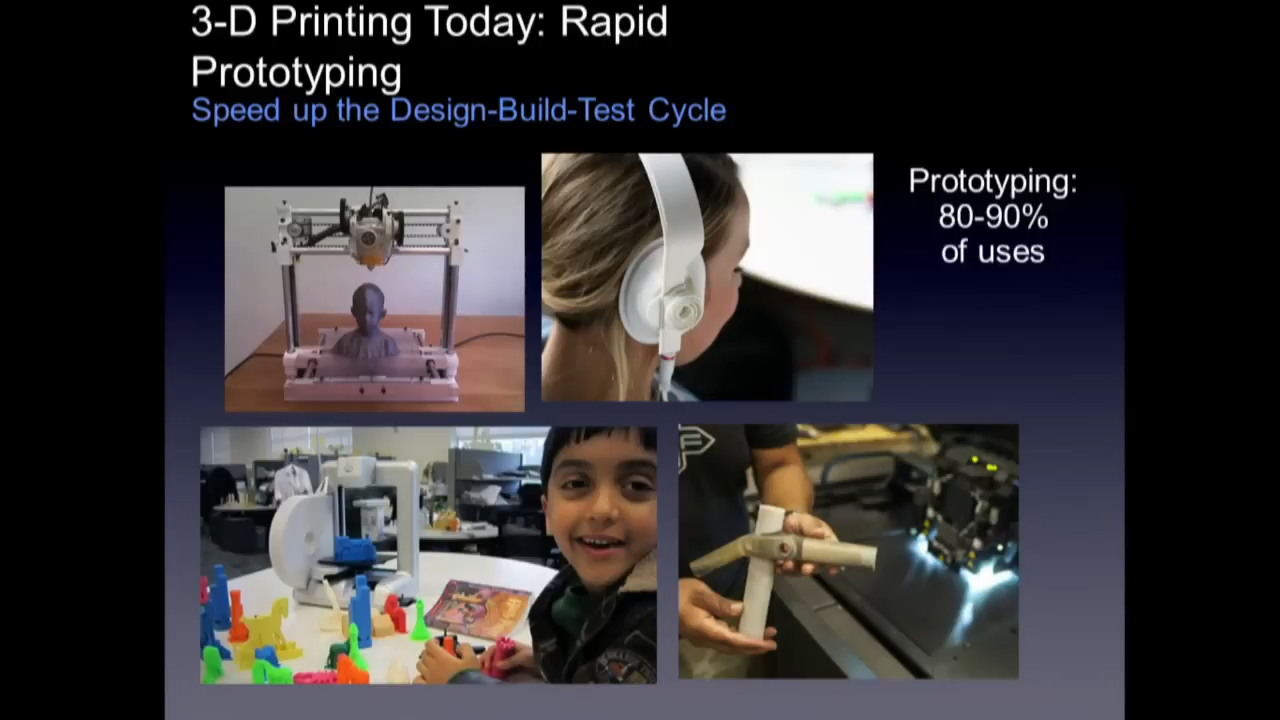 3-D Printing Today: Rapid
Prototyping
Speed up the Design-Build-Test Cycle
Prototyping:
80-90%
of uses